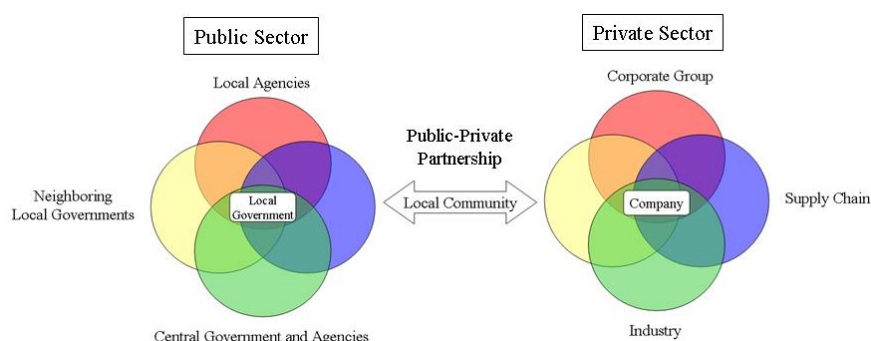 Public Sector
Private Sector
Local Agencies
Corporate Group
Public-Private
Partnership
Neighboring
Local Governments
Local
Government
Local Community
Company
Supply Chain
Central Government and Agencies
Industry